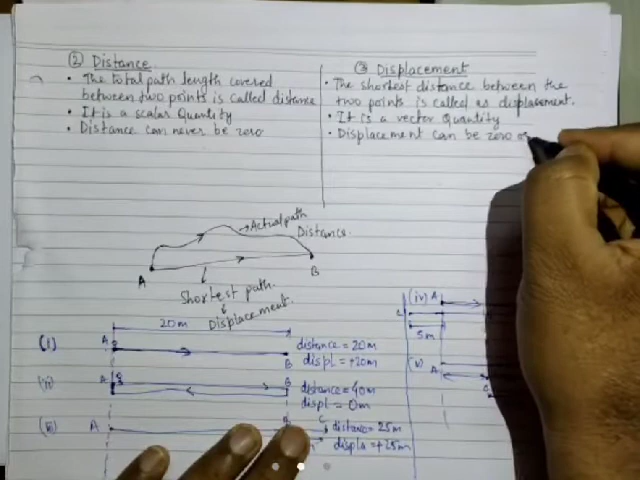 ② Distance
• The total path length covered
between two points is called distance
• It is a scalar Quantity
• Distance can never be zero
③ Displacement
• The shortest distance between the
two points is called as displacement.
• It is a vector Quantity
• Displacement can be zero o
Actual path
Distance.
A
B
Shortest path.
Displacement.
20m
(i) A distance = 20m
B displ = +20m
(ii) A B distance = 40m
displ = 0m
(iii) A C distance = 25m
displa = +25m
(iv) A
5m
(v) A